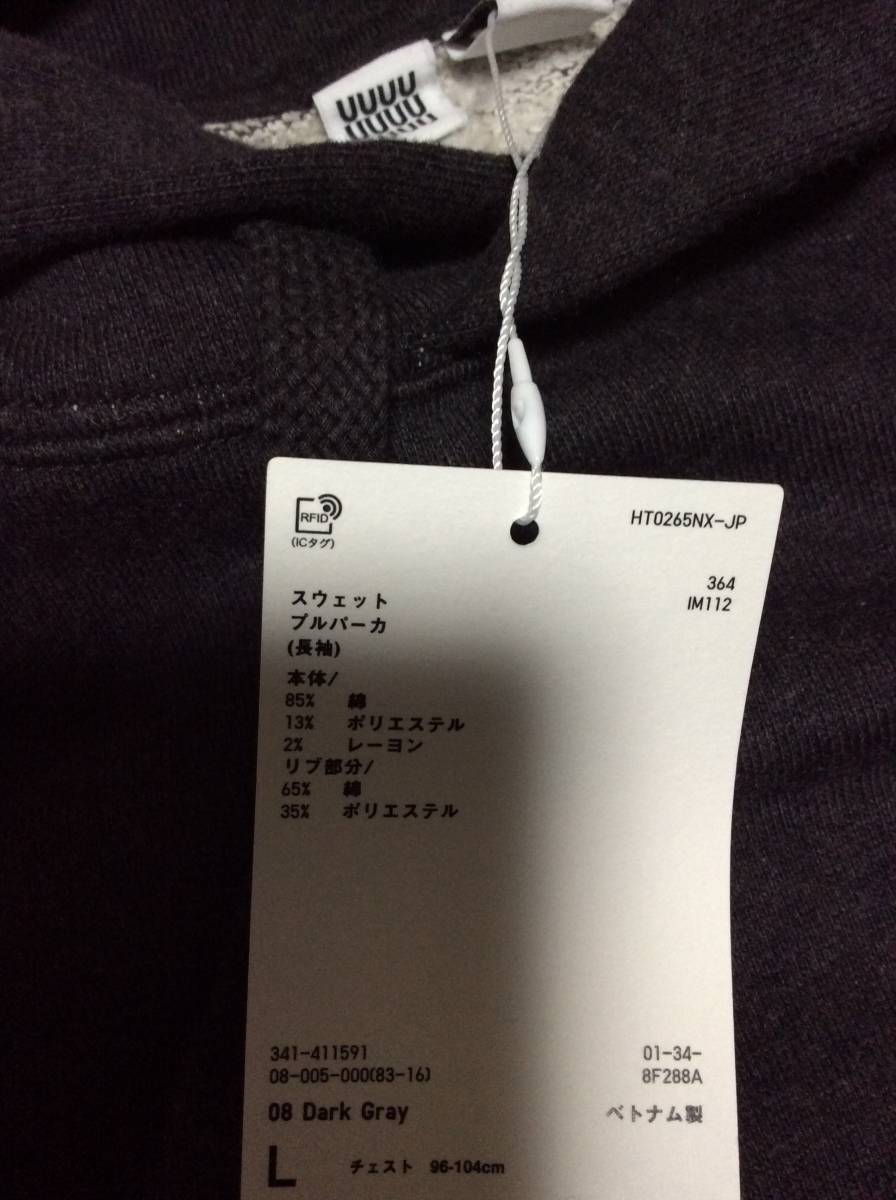 UUUU
UUUU
RFID
(ICタグ)
HT0265NX-JP
364
IM112
スウェット
プルパーカ
(長袖)
本体/
85% 綿
13% ポリエステル
2% レーヨン
リブ部分/
65% 綿
35% ポリエステル
341-411591
08-005-000(83-16)
01-34-
8F288A
08 Dark Gray
ベトナム製
L
チェスト 96-104cm